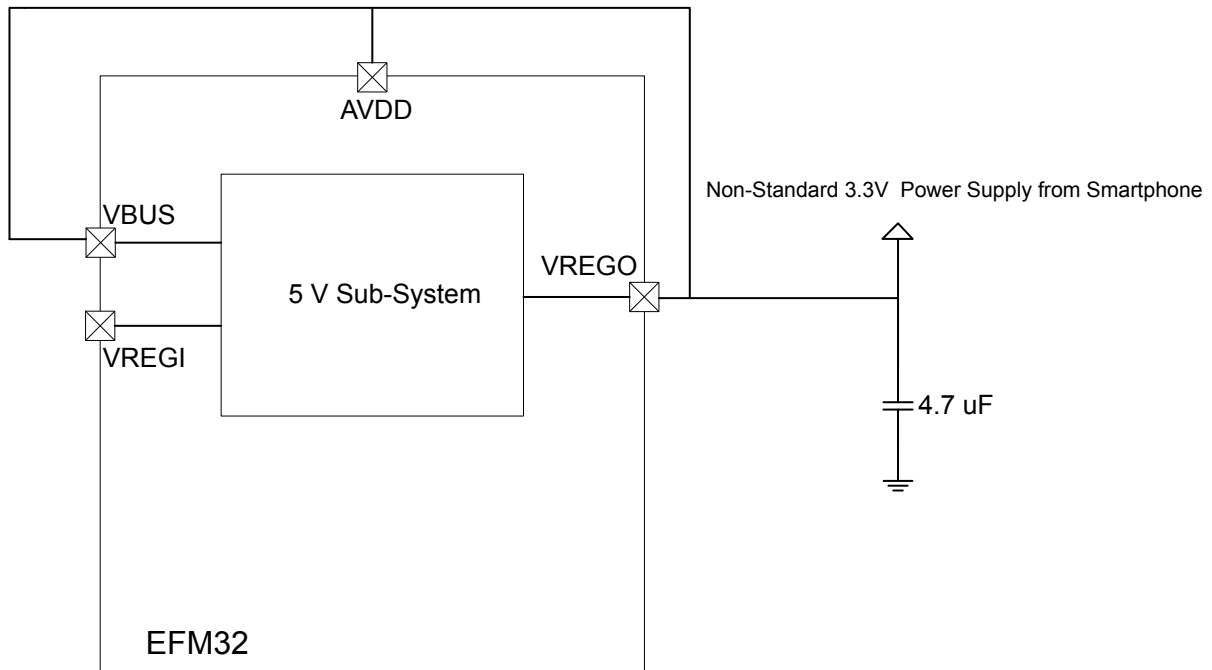 AVDD
Non-Standard 3.3V Power Supply from Smartphone
VBUS
VREGO
5 V Sub-System
VREGI
4.7 uF
EFM32